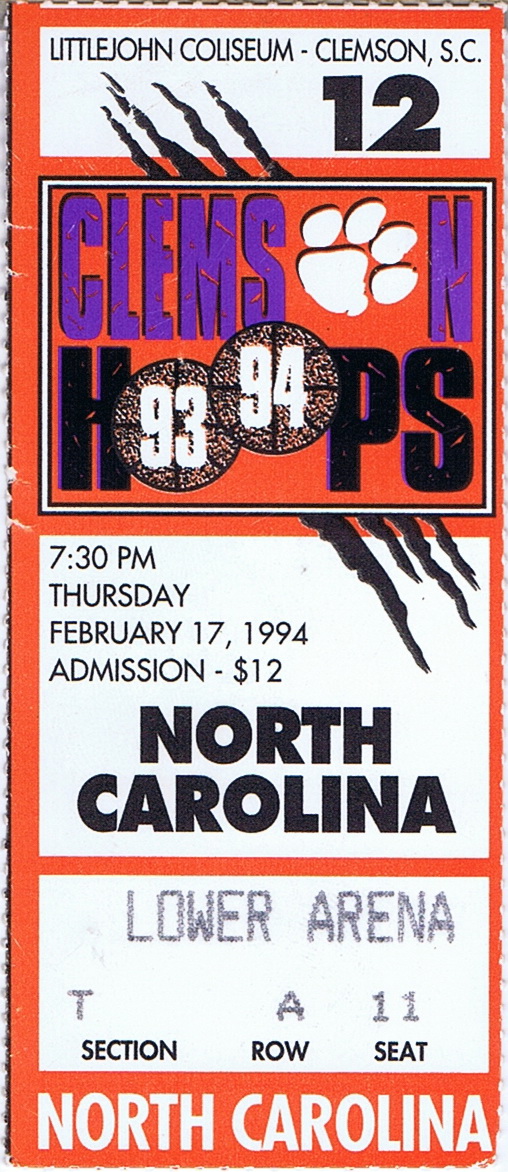 LITTLEJOHN COLISEUM - CLEMSON, S.C.
12
CLEMS N
H 93 94 PS
7:30 PM
THURSDAY
FEBRUARY 17, 1994
ADMISSION - $12
NORTH
CAROLINA
LOWER ARENA
T A 11
SECTION ROW SEAT
NORTH CAROLINA